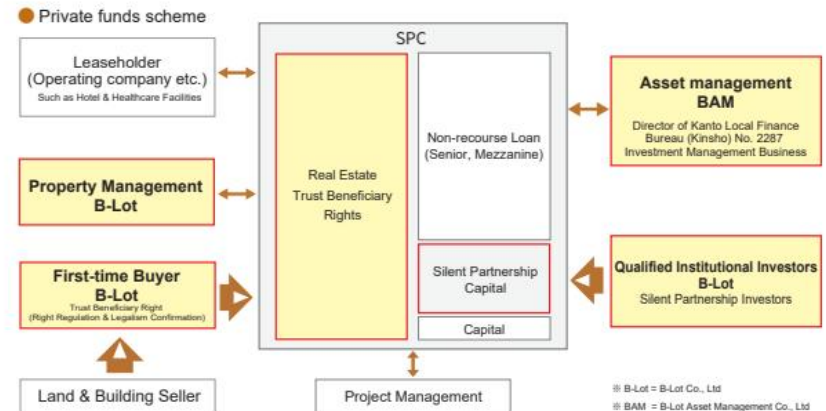 Private funds scheme
Leaseholder
(Operating company etc.)
Such as Hotel & Healthcare Facilities
Property Management
B-Lot
First-time Buyer
B-Lot
Trust Beneficiary Right
(Right Regulation & Legalism Confirmation)
Land & Building Seller
SPC
Real Estate
Trust Beneficiary
Rights
Non-recourse Loan
(Senior, Mezzanine)
Silent Partnership
Capital
Capital
Project Management
Asset management
BAM
Director of Kanto Local Finance
Bureau (Kinsho) No. 2287
Investment Management Business
Qualified Institutional Investors
B-Lot
Silent Partnership Investors
※ B-Lot = B-Lot Co., Ltd
※ BAM = B-Lot Asset Management Co., Ltd